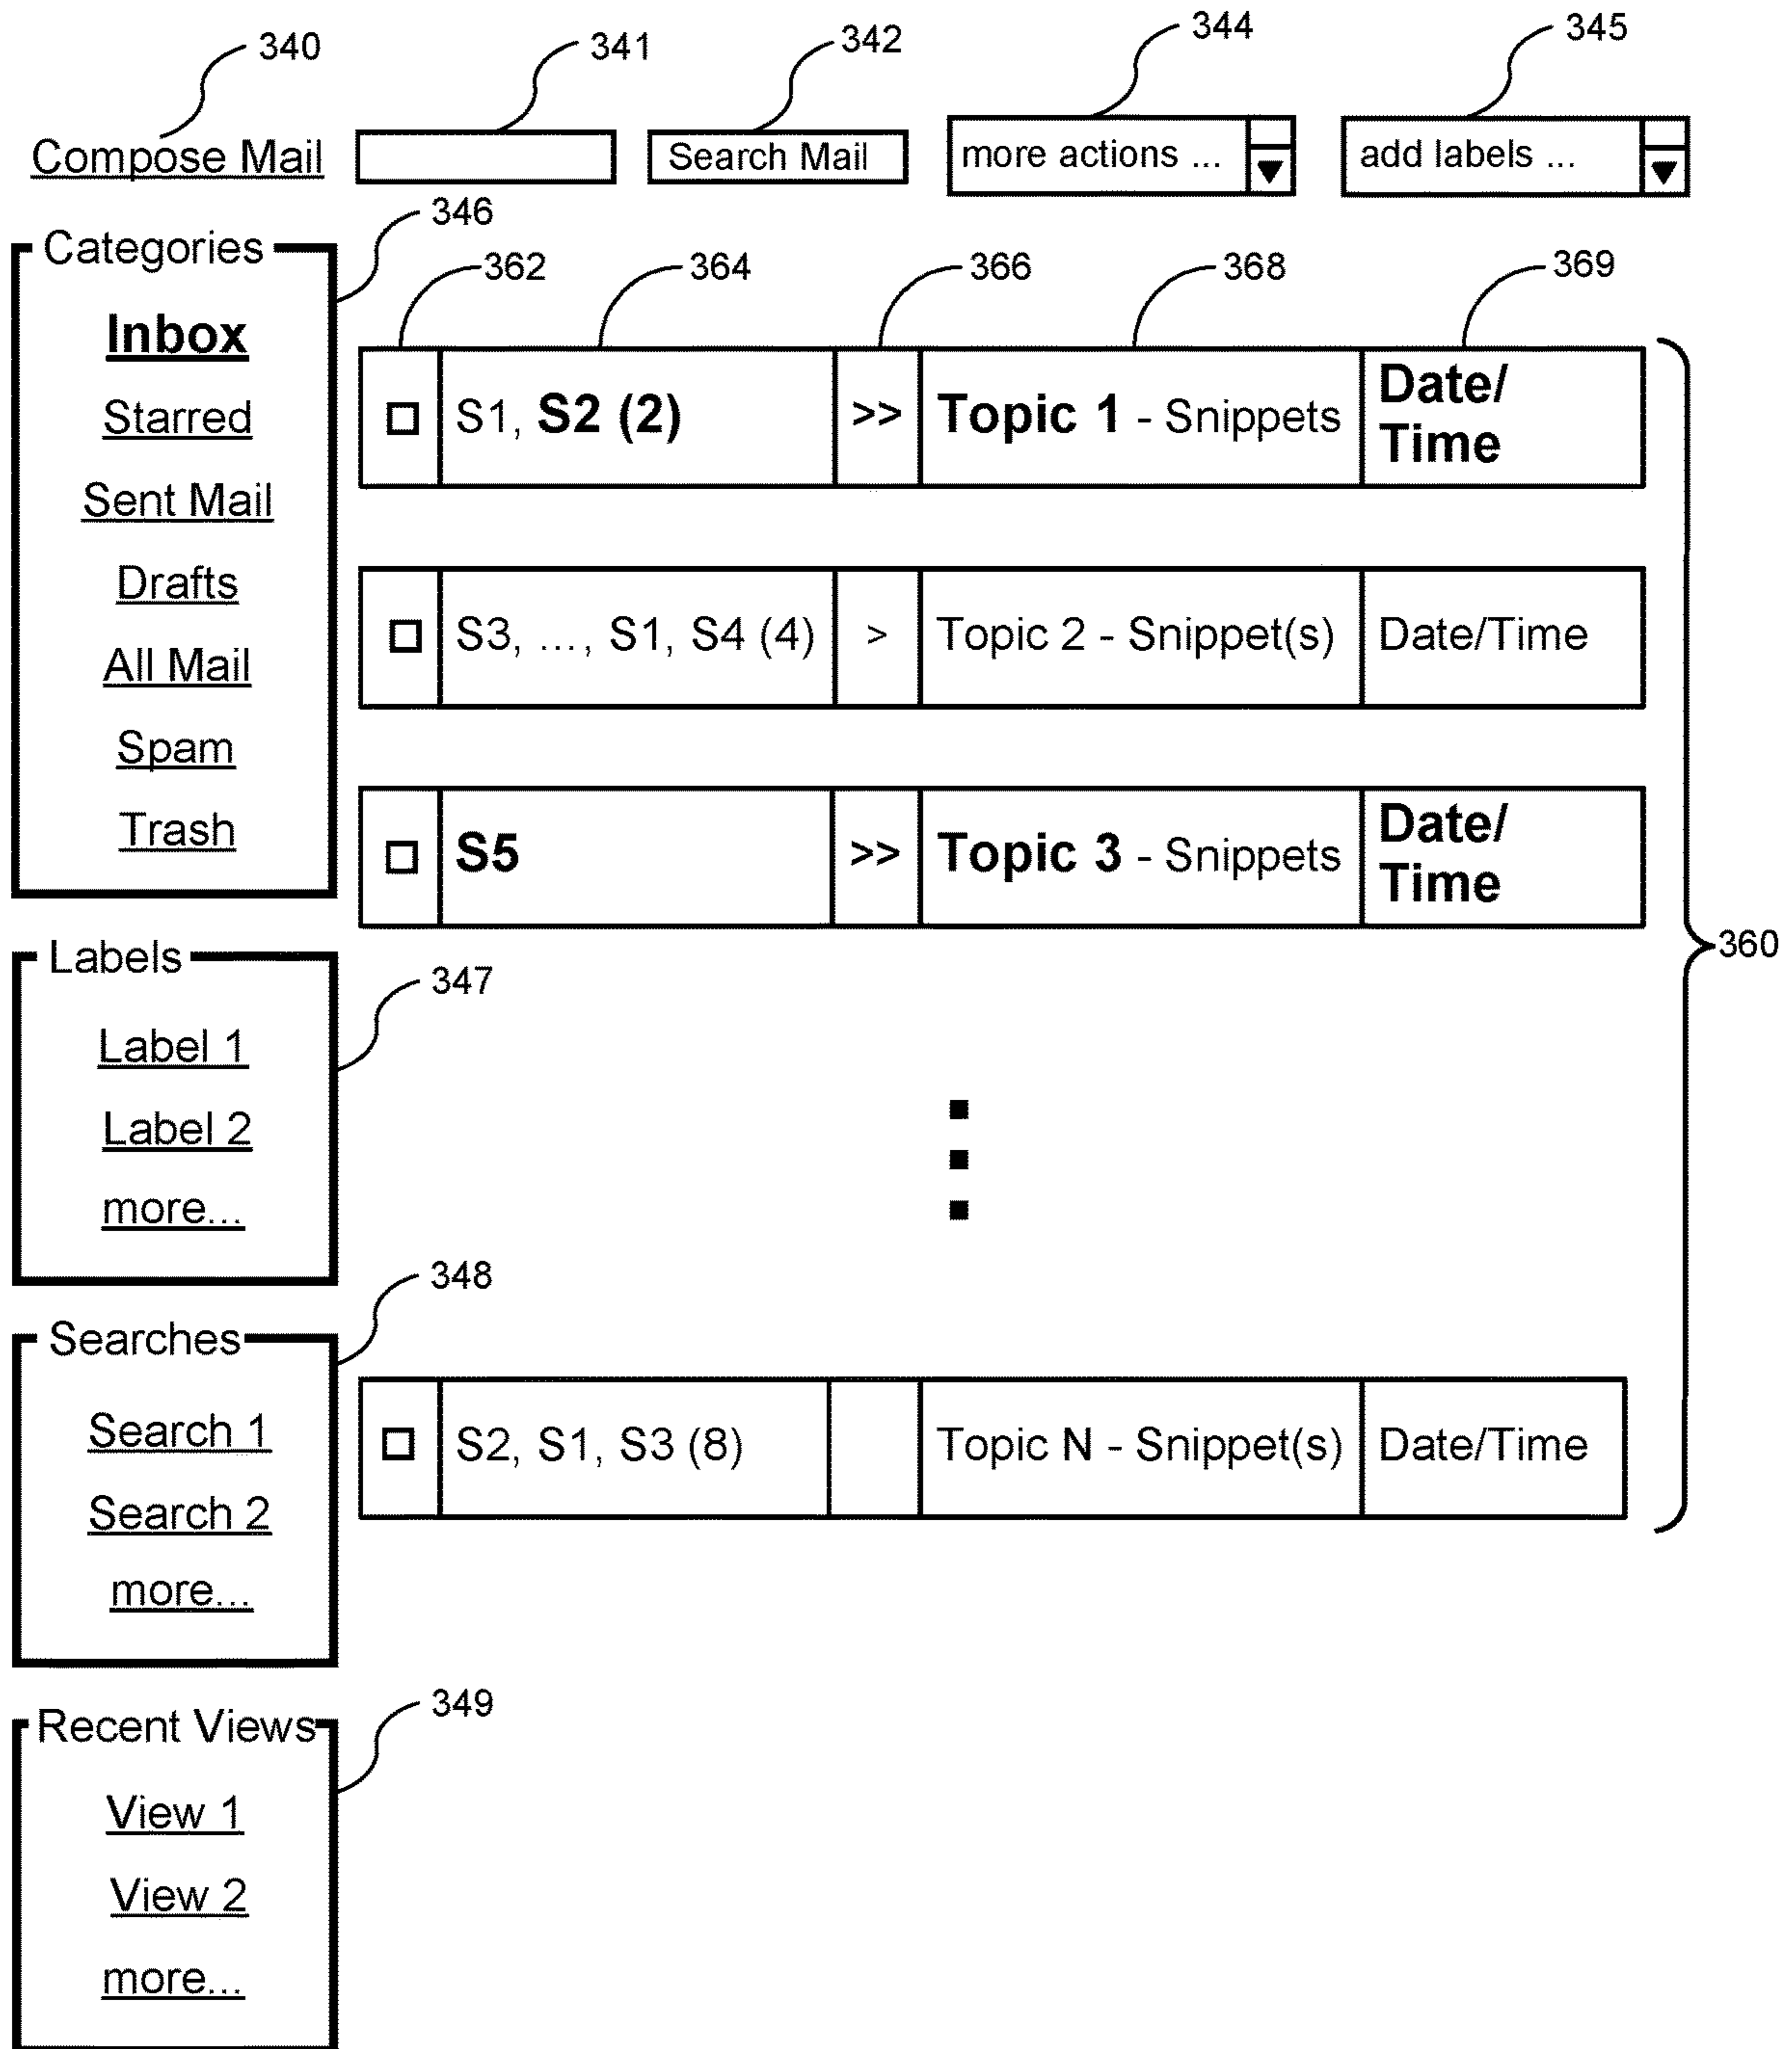 340 341 342 344 345
Compose Mail Search Mail more actions ... add labels ...
346
Categories
362 364 366 368 369
Inbox
Starred
Sent Mail
Drafts
All Mail
Spam
Trash
S1, S2 (2) >> Topic 1 - Snippets Date/
Time
S3, ..., S1, S4 (4) > Topic 2 - Snippet(s) Date/Time
S5 >> Topic 3 - Snippets Date/
Time
360
Labels
347
Label 1
Label 2
more...
348
Searches
Search 1
Search 2
more...
S2, S1, S3 (8) Topic N - Snippet(s) Date/Time
349
Recent Views
View 1
View 2
more...